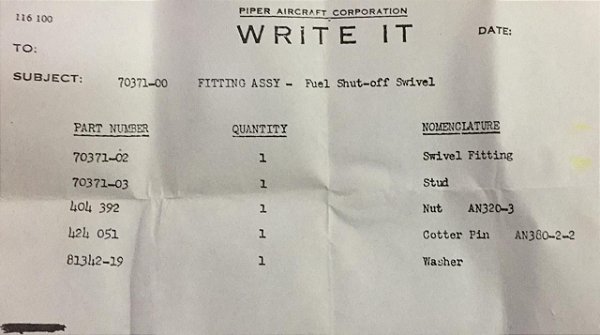 PIPER AIRCRAFT CORPORATION
116 100
WRiTE IT
DATE:
TO:
SUBJECT: 70371-00 FITTING ASSY - Fuel Shut-off Swivel
PART NUMBER QUANTITY NOMENCLATURE
70371-02 1 Swivel Fitting
70371-03 1 Stud
404 392 1 Nut AN320-3
424 051 1 Cotter Pin AN380-2-2
81342-19 1 Washer